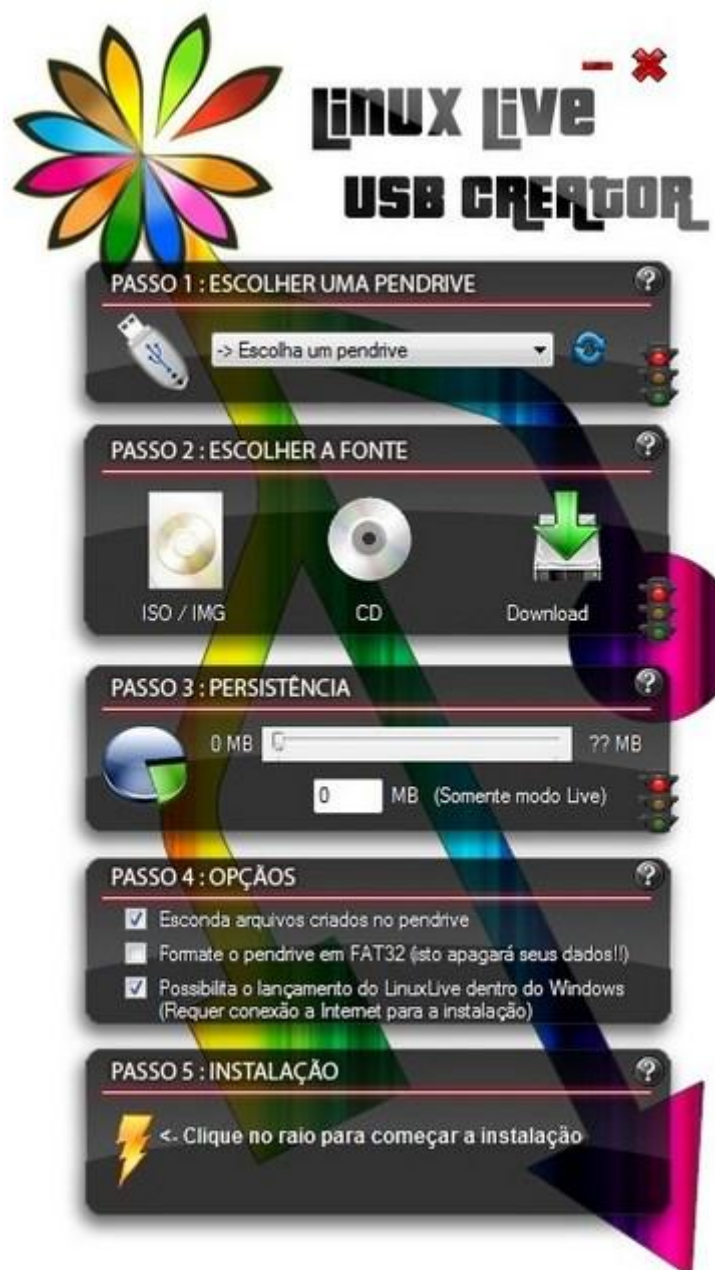 Linux Live
USB CREATOR
PASSO 1 : ESCOLHER UMA PENDRIVE
?
-> Escolha um pendrive
PASSO 2 : ESCOLHER A FONTE
?
ISO / IMG
CD
Download
PASSO 3 : PERSISTÊNCIA
?
0 MB
?? MB
0
MB (Somente modo Live)
PASSO 4 : OPÇÃOS
?
Esconda arquivos criados no pendrive
Formate o pendrive em FAT32 (isto apagará seus dados!!)
Possibilita o lançamento do LinuxLive dentro do Windows
(Requer conexão a Internet para a instalação)
PASSO 5 : INSTALAÇÃO
?
<- Clique no raio para começar a instalação